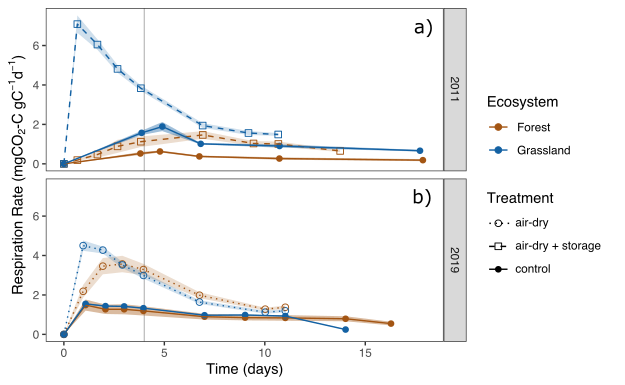 a)
6
4
2
0
2011
b)
6
4
2
0
2019
0 5 10 15
Time (days)
Respiration Rate (mgCO₂-C gC⁻¹d⁻¹)
Ecosystem
Forest
Grassland
Treatment
air-dry
air-dry + storage
control